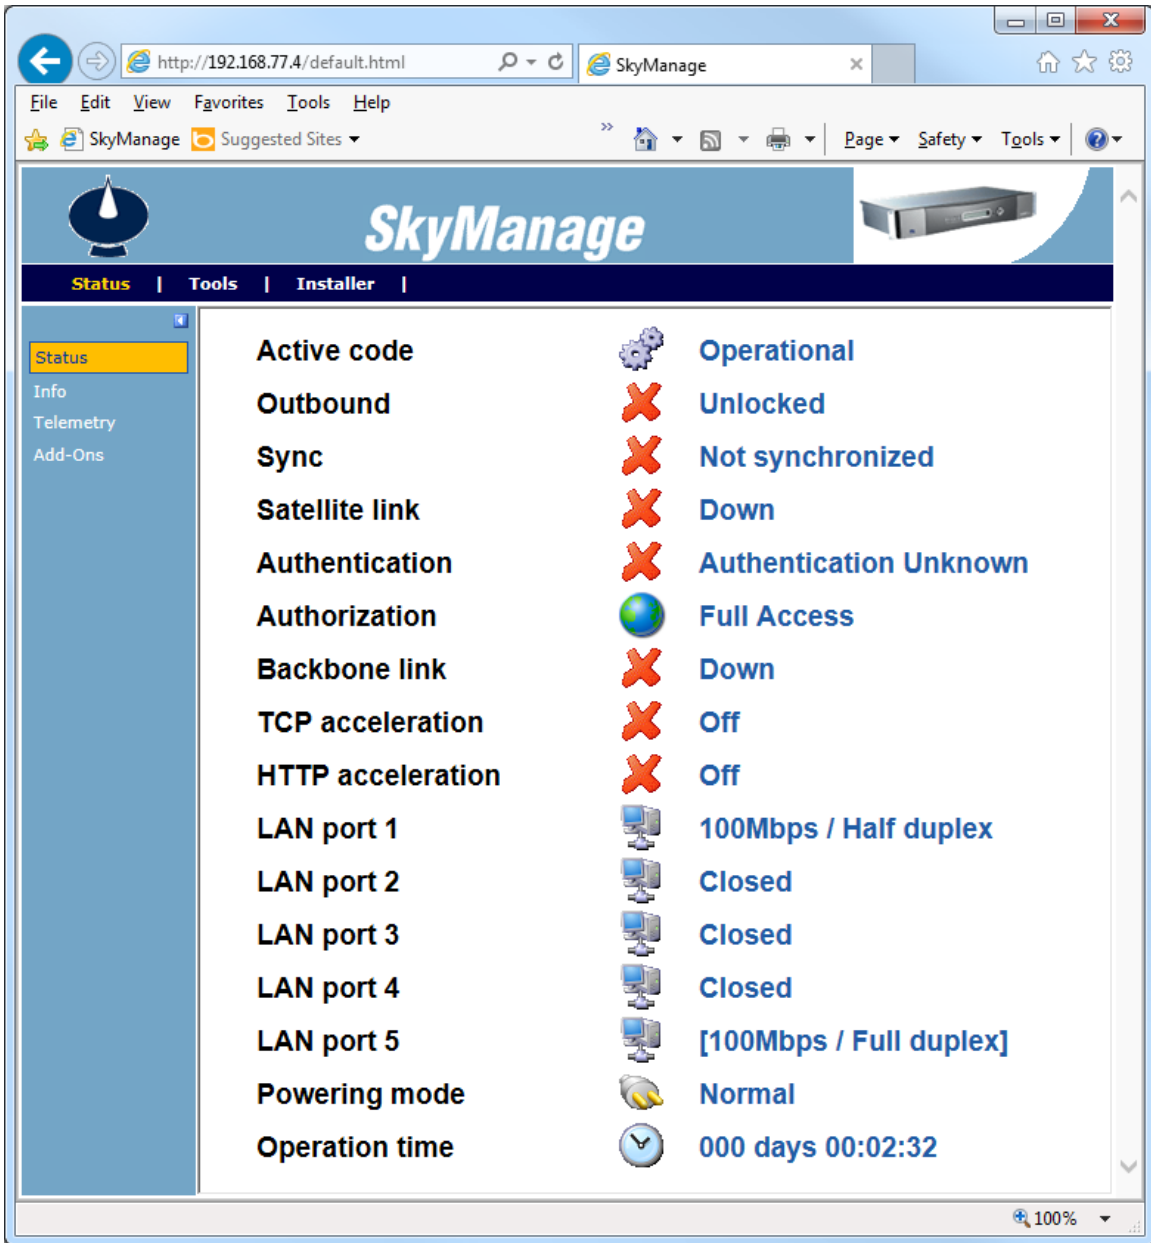 http://192.168.77.4/default.html
SkyManage
File Edit View Favorites Tools Help
SkyManage Suggested Sites
Page Safety Tools
SkyManage
Status | Tools | Installer |
Status
Info
Telemetry
Add-Ons
Active code Operational
Outbound Unlocked
Sync Not synchronized
Satellite link Down
Authentication Authentication Unknown
Authorization Full Access
Backbone link Down
TCP acceleration Off
HTTP acceleration Off
LAN port 1 100Mbps / Half duplex
LAN port 2 Closed
LAN port 3 Closed
LAN port 4 Closed
LAN port 5 [100Mbps / Full duplex]
Powering mode Normal
Operation time 000 days 00:02:32
100%